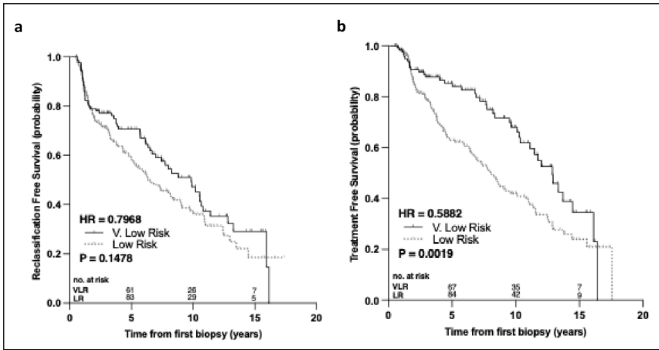 a
Reclassification Free Survival (probability)
1.0
0.8
0.6
0.4
0.2
0.0
HR = 0.7968
V. Low Risk
Low Risk
P = 0.1478
no. at risk
VLR 61 26 7
LR 83 29 5
0 5 10 15 20
Time from first biopsy (years)
b
Treatment Free Survival (probability)
1.0
0.8
0.6
0.4
0.2
0.0
HR = 0.5882
V. Low Risk
Low Risk
P = 0.0019
no. at risk
VLR 67 35 7
LR 84 42 9
0 5 10 15 20
Time from first biopsy (years)